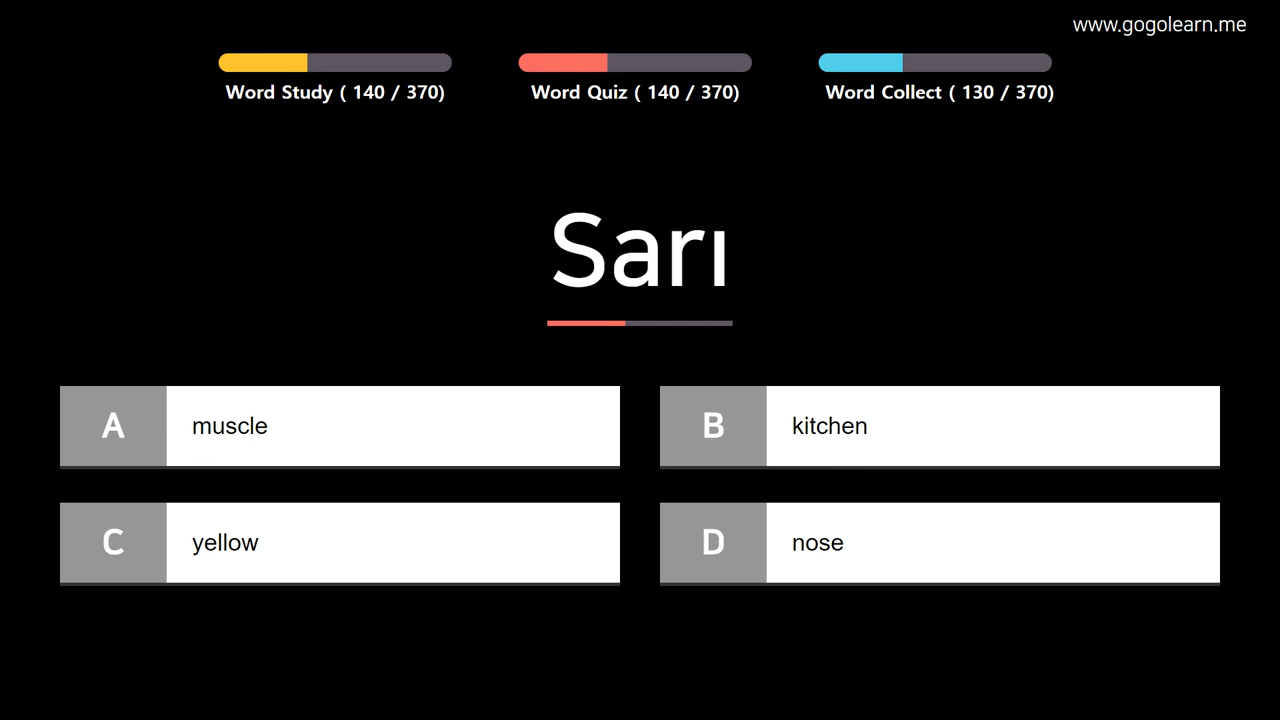 www.gogolearn.me
Word Study ( 140 / 370)
Word Quiz ( 140 / 370)
Word Collect ( 130 / 370)
Sarı
A muscle
B kitchen
C yellow
D nose